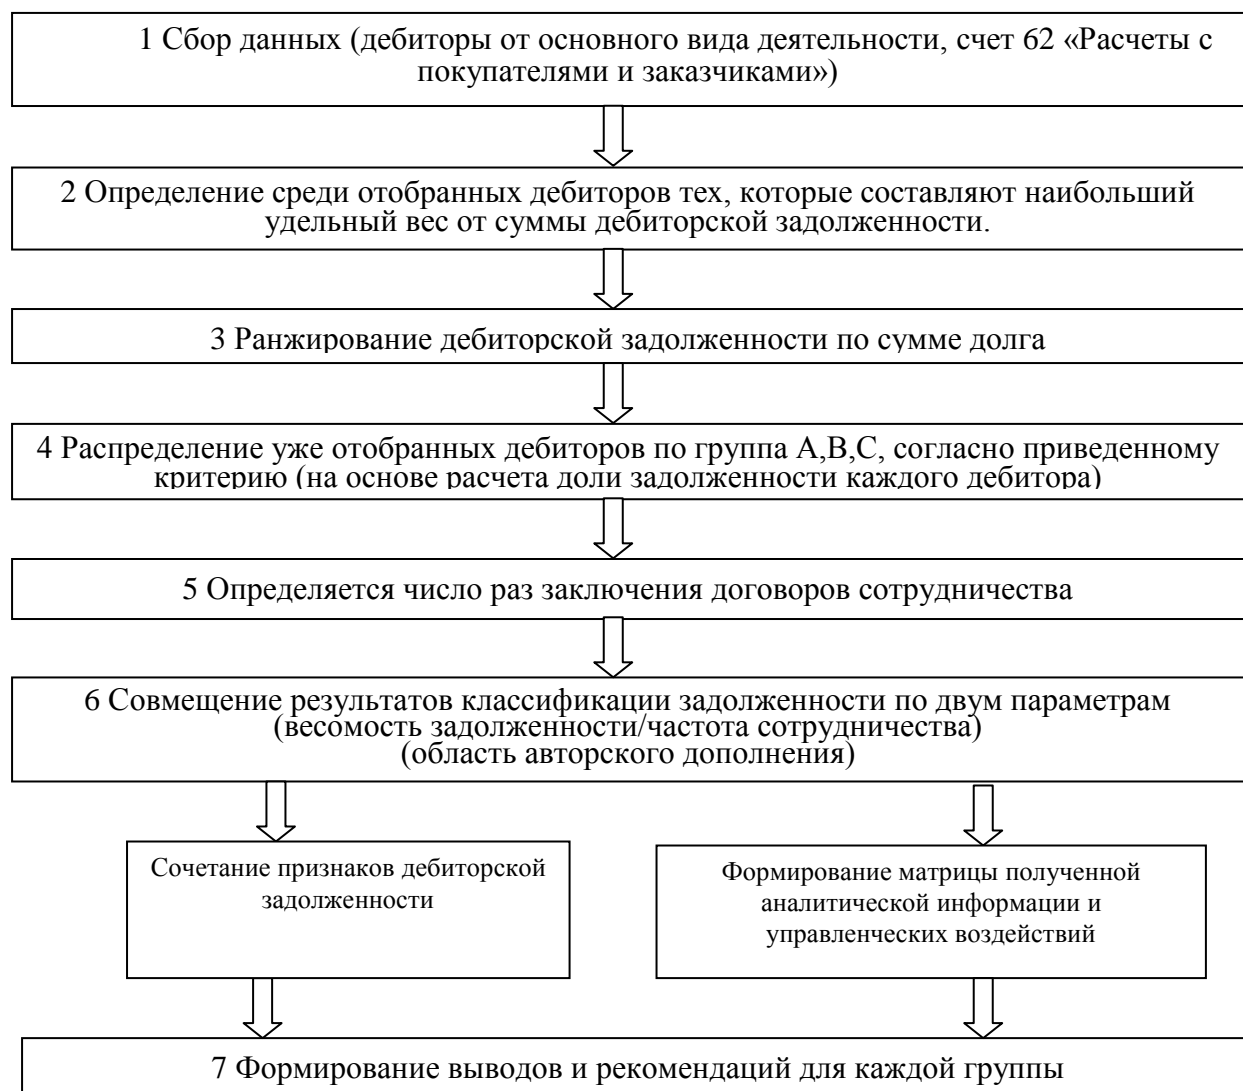 1 Сбор данных (дебиторы от основного вида деятельности, счет 62 «Расчеты с
покупателями и заказчиками»)
2 Определение среди отобранных дебиторов тех, которые составляют наибольший
удельный вес от суммы дебиторской задолженности.
3 Ранжирование дебиторской задолженности по сумме долга
4 Распределение уже отобранных дебиторов по группа А,В,С, согласно приведенному
критерию (на основе расчета доли задолженности каждого дебитора)
5 Определяется число раз заключения договоров сотрудничества
6 Совмещение результатов классификации задолженности по двум параметрам
(весомость задолженности/частота сотрудничества)
(область авторского дополнения)
Сочетание признаков дебиторской
задолженности
Формирование матрицы полученной
аналитической информации и
управленческих воздействий
7 Формирование выводов и рекомендаций для каждой группы